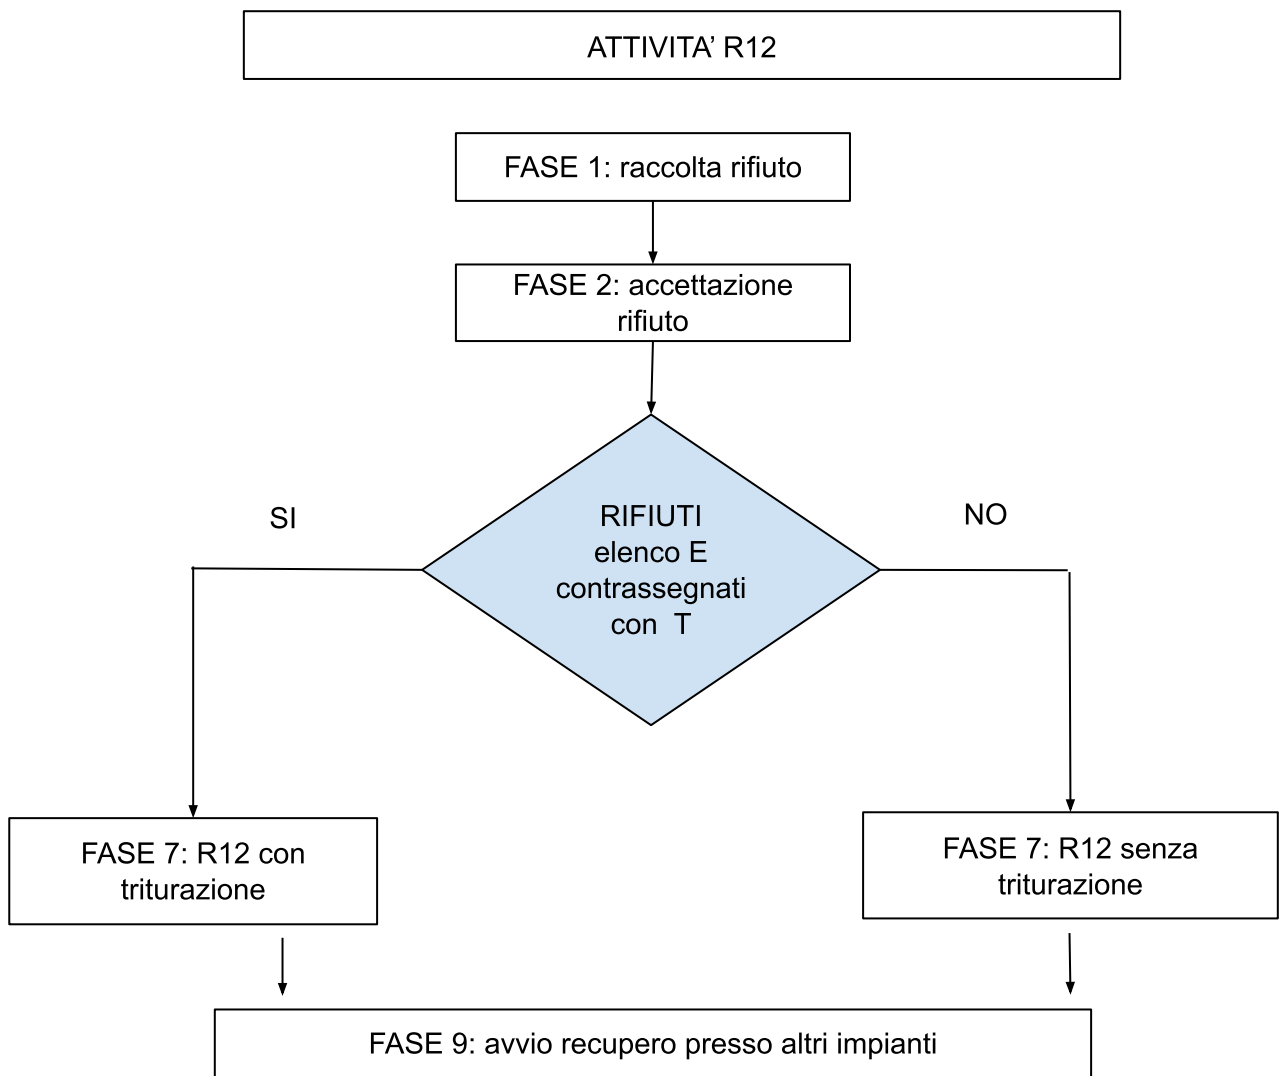 ATTIVITA’ R12
FASE 1: raccolta rifiuto
FASE 2: accettazione
rifiuto
SI
NO
RIFIUTI
elenco E
contrassegnati
con T
FASE 7: R12 con
triturazione
FASE 7: R12 senza
triturazione
FASE 9: avvio recupero presso altri impianti